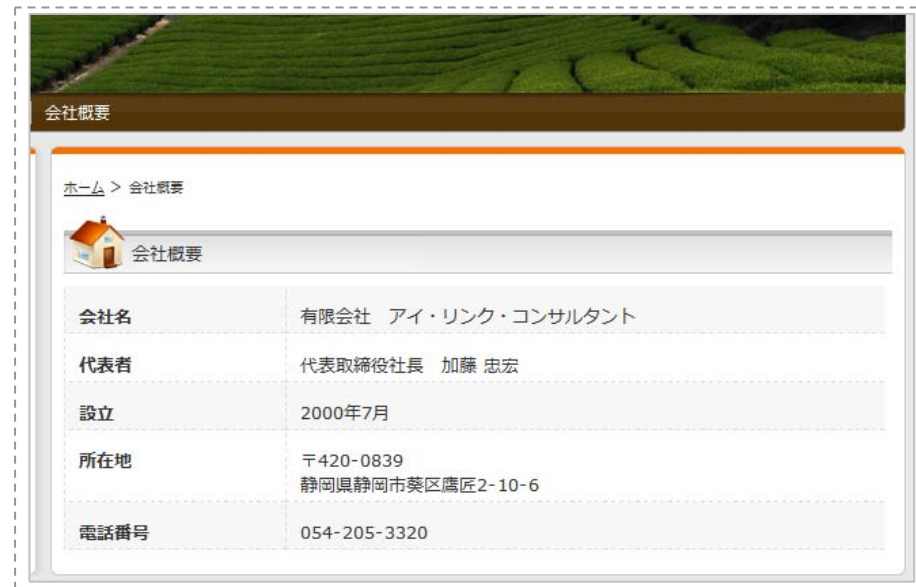 会社概要
ホーム > 会社概要
会社概要
会社名 有限会社　アイ・リンク・コンサルタント
代表者 代表取締役社長　加藤 忠宏
設立 2000年7月
所在地 〒420-0839
静岡県静岡市葵区鷹匠2-10-6
電話番号 054-205-3320